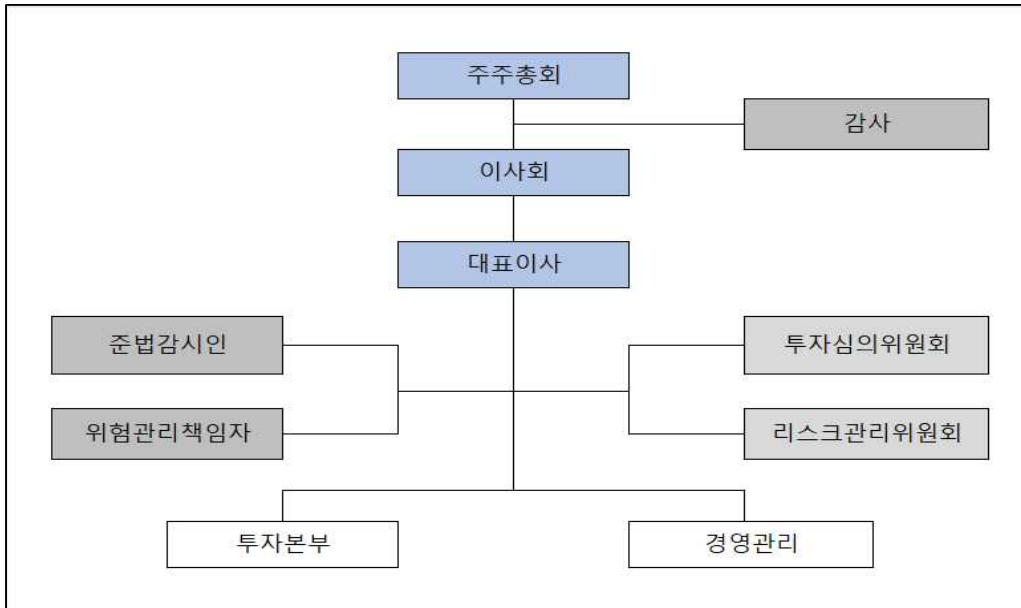 주주총회
감사
이사회
대표이사
준법감시인
투자심의위원회
위험관리책임자
리스크관리위원회
투자본부
경영관리